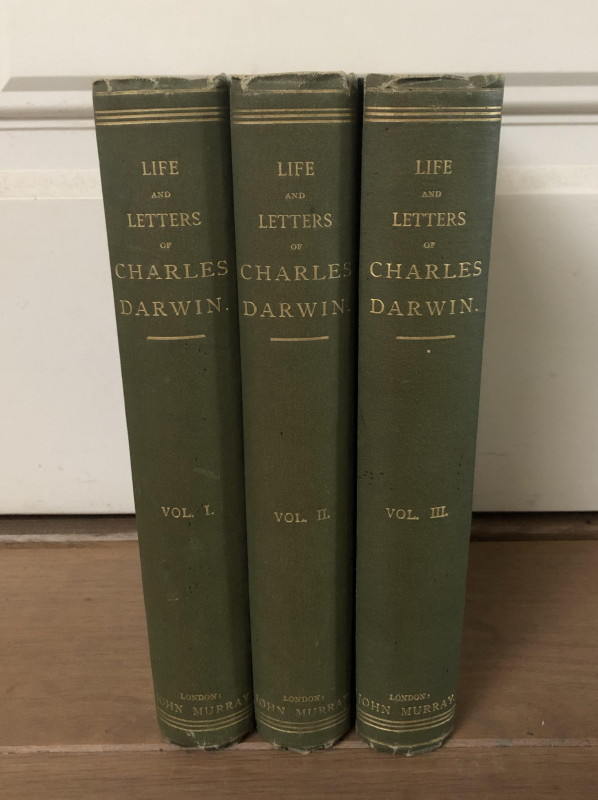 LIFE
AND
LETTERS
OF
CHARLES
DARWIN.
VOL. I.
LONDON:
JOHN MURRAY.
LIFE
AND
LETTERS
OF
CHARLES
DARWIN.
VOL. II.
LONDON:
JOHN MURRAY
LIFE
AND
LETTERS
OF
CHARLES
DARWIN.
VOL. III.
LONDON:
JOHN MURRAY.